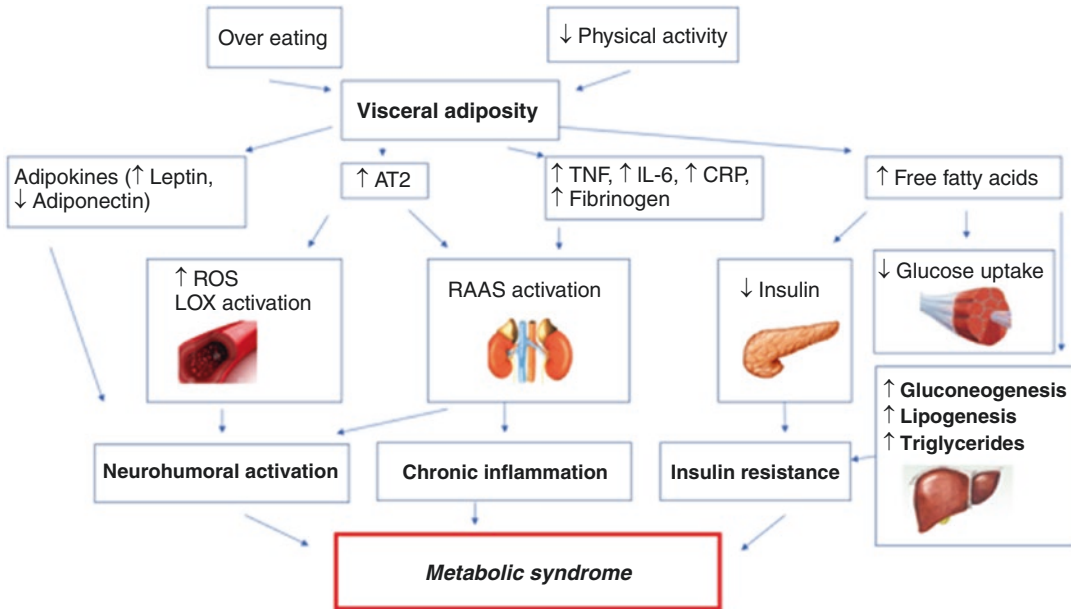 Over eating
↓ Physical activity
Visceral adiposity
Adipokines (↑ Leptin,
↓ Adiponectin)
↑ AT2
↑ TNF, ↑ IL-6, ↑ CRP,
↑ Fibrinogen
↑ Free fatty acids
↑ ROS
LOX activation
RAAS activation
↓ Insulin
↓ Glucose uptake
↑ Gluconeogenesis
↑ Lipogenesis
↑ Triglycerides
Neurohumoral activation
Chronic inflammation
Insulin resistance
Metabolic syndrome